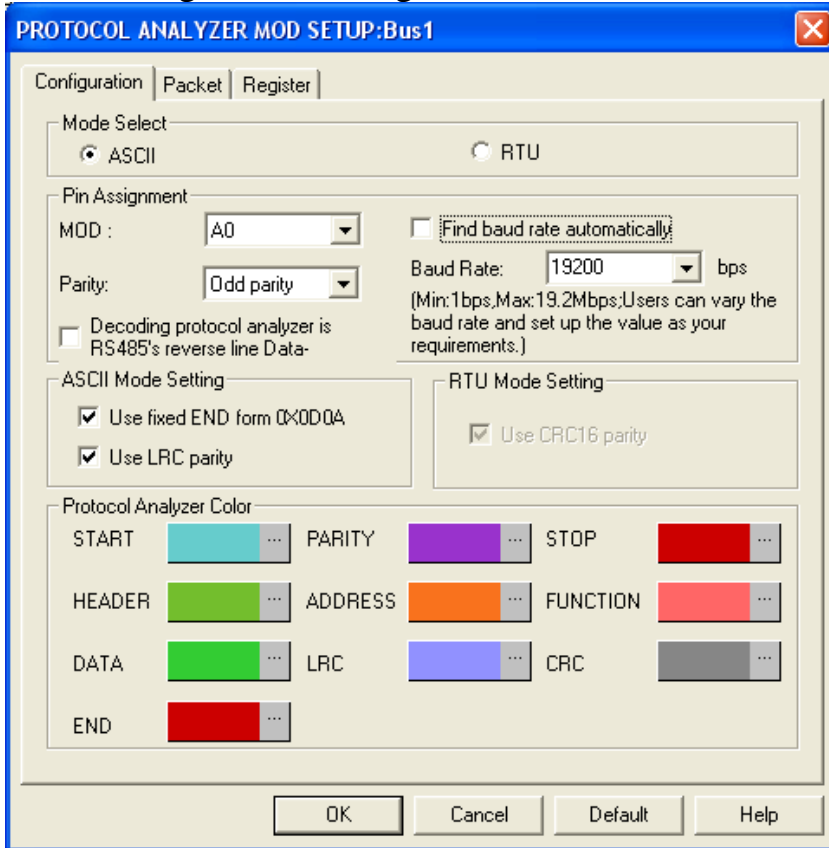 PROTOCOL ANALYZER MOD SETUP:Bus1
Configuration Packet Register
Mode Select
ASCII RTU
Pin Assignment
MOD : A0 Find baud rate automatically
Parity: Odd parity Baud Rate: 19200 bps
(Min:1bps,Max:19.2Mbps;Users can vary the
baud rate and set up the value as your
requirements.)
Decoding protocol analyzer is
RS485's reverse line Data-
ASCII Mode Setting
Use fixed END form 0X0D0A
Use LRC parity
RTU Mode Setting
Use CRC16 parity
Protocol Analyzer Color
START ... PARITY ... STOP ...
HEADER ... ADDRESS ... FUNCTION ...
DATA ... LRC ... CRC ...
END ...
OK Cancel Default Help